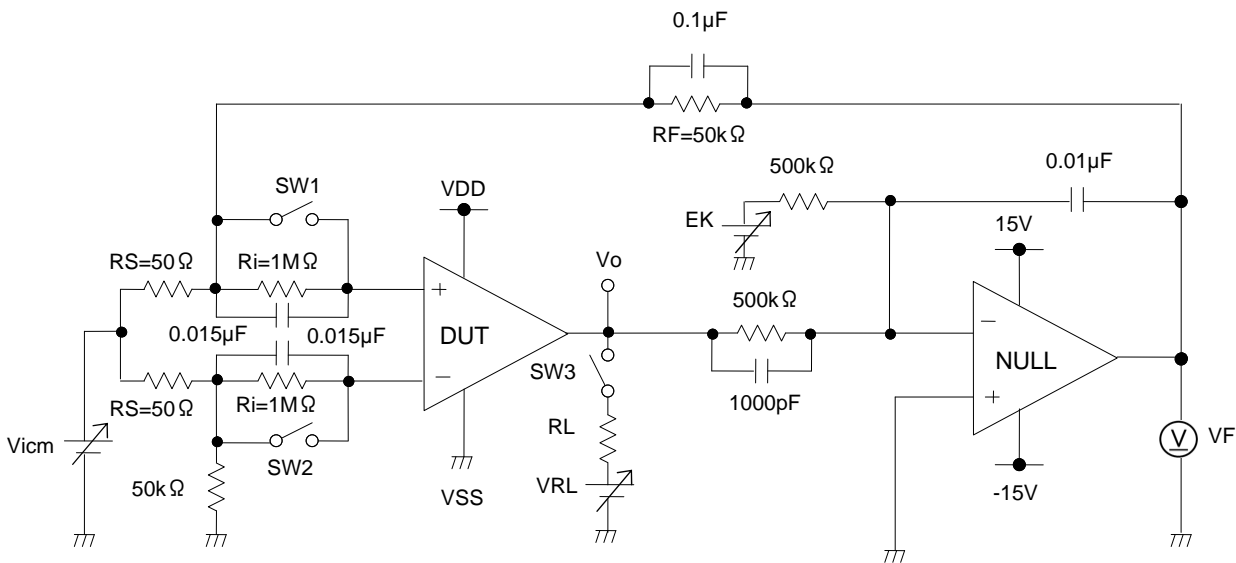 0.1µF
RF=50kΩ
500kΩ
0.01µF
SW1
VDD
EK
15V
RS=50Ω
Ri=1MΩ
Vo
+
500kΩ
−
0.015µF
0.015µF
DUT
NULL
SW3
−
RS=50Ω
Ri=1MΩ
1000pF
+
RL
Vicm
SW2
V
VF
50kΩ
VSS
VRL
-15V